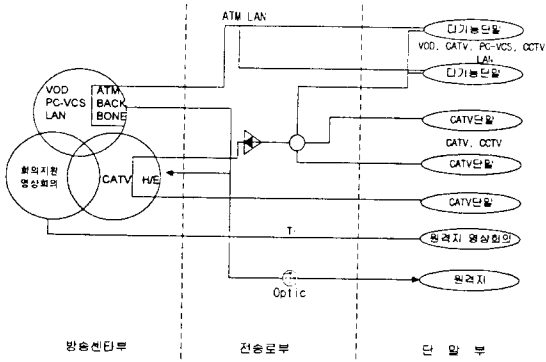 ATM LAN
다기능단말
VOD, CATV, PC-VCS, CCTV
LAN
다기능단말
VOD
PC-VCS
LAN
ATM
BACK
BONE
CATV단말
CATV, CCTV
CATV단말
회의지원
영상회의
CATV
H/E
CATV단말
T
원격지 영상회의
원격지
Optic
방송센타부
전송로부
단 말 부